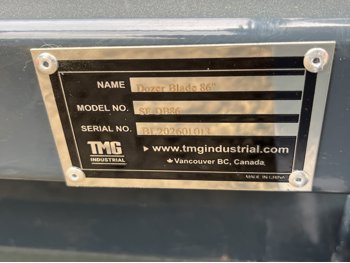 NAME Dozer Blade 86"
MODEL NO. SF-DB86
SERIAL NO. BL202601013
TMG INDUSTRIAL ▶ www.tmgindustrial.com
Vancouver BC, Canada
MADE IN CHINA